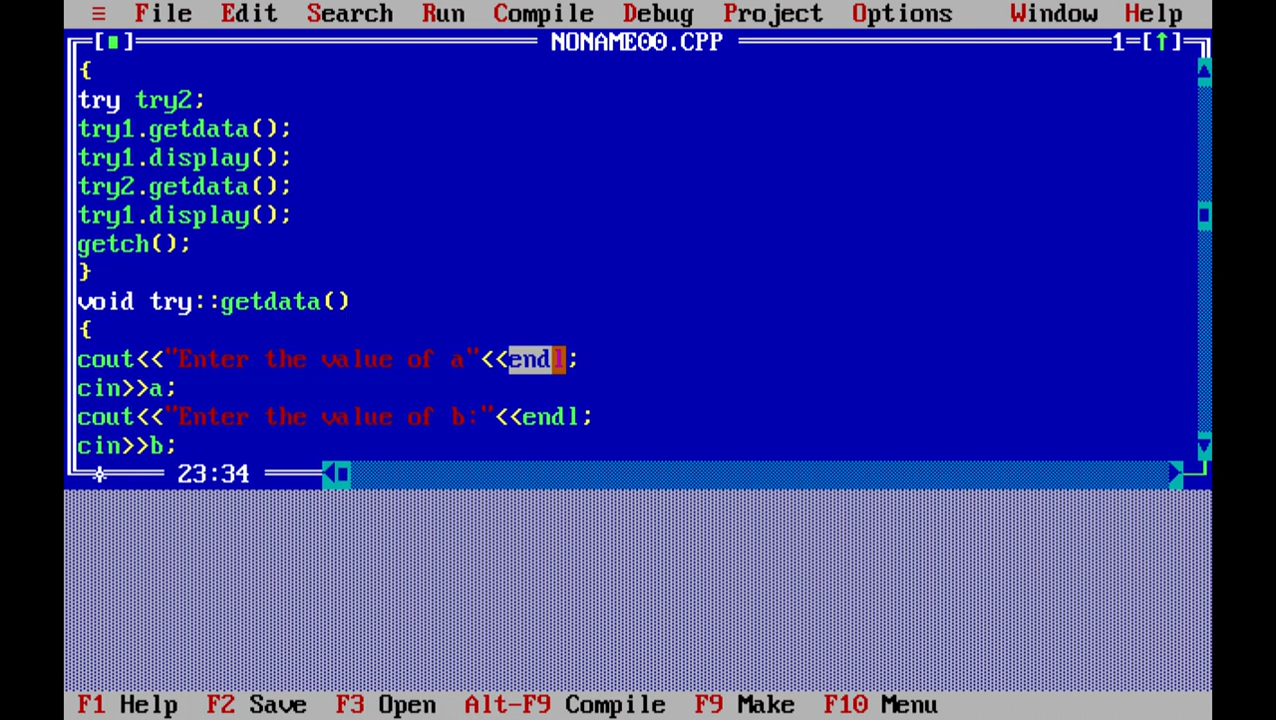 ≡ File Edit Search Run Compile Debug Project Options Window Help
[■] NONAME00.CPP 1=[↑]
{
try try2;
try1.getdata();
try1.display();
try2.getdata();
try1.display();
getch();
}
void try::getdata()
{
cout<<"Enter the value of a"<<endl;
cin>>a;
cout<<"Enter the value of b:"<<endl;
cin>>b;
23:34
F1 Help F2 Save F3 Open Alt-F9 Compile F9 Make F10 Menu